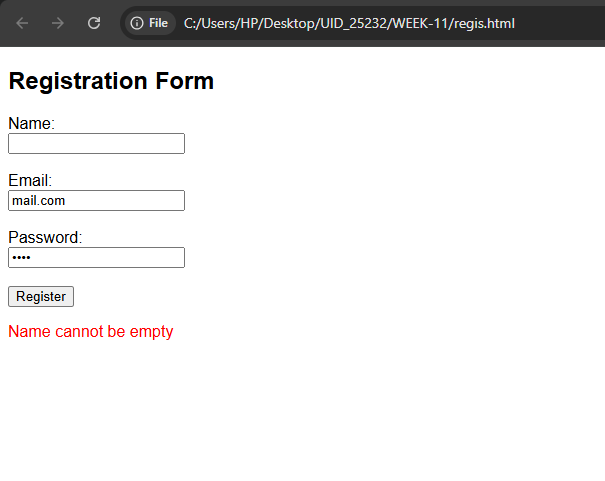 File C:/Users/HP/Desktop/UID_25232/WEEK-11/regis.html
Registration Form
Name:
Email:
mail.com
Password:
••••
Register
Name cannot be empty